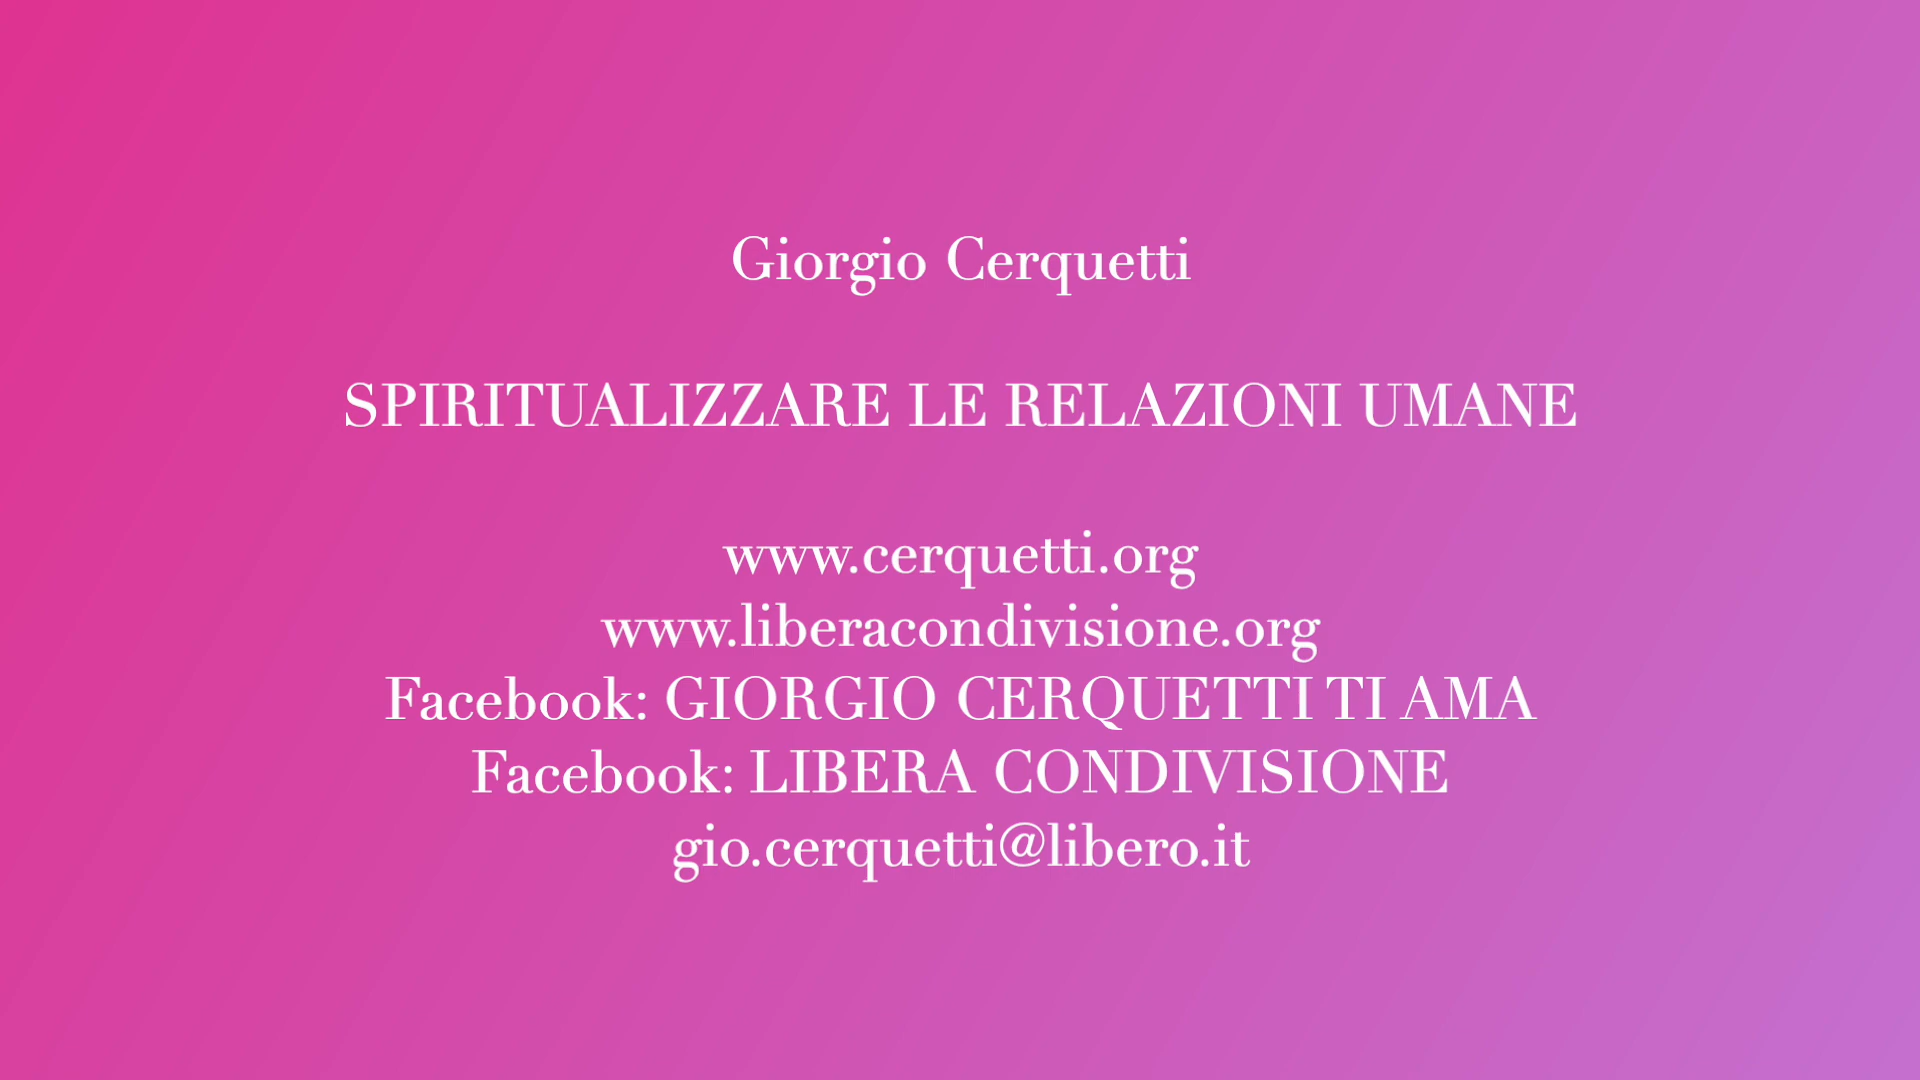 Giorgio Cerquetti
SPIRITUALIZZARE LE RELAZIONI UMANE
www.cerquetti.org
www.liberacondivisione.org
Facebook: GIORGIO CERQUETTI TI AMA
Facebook: LIBERA CONDIVISIONE
gio.cerquetti@libero.it